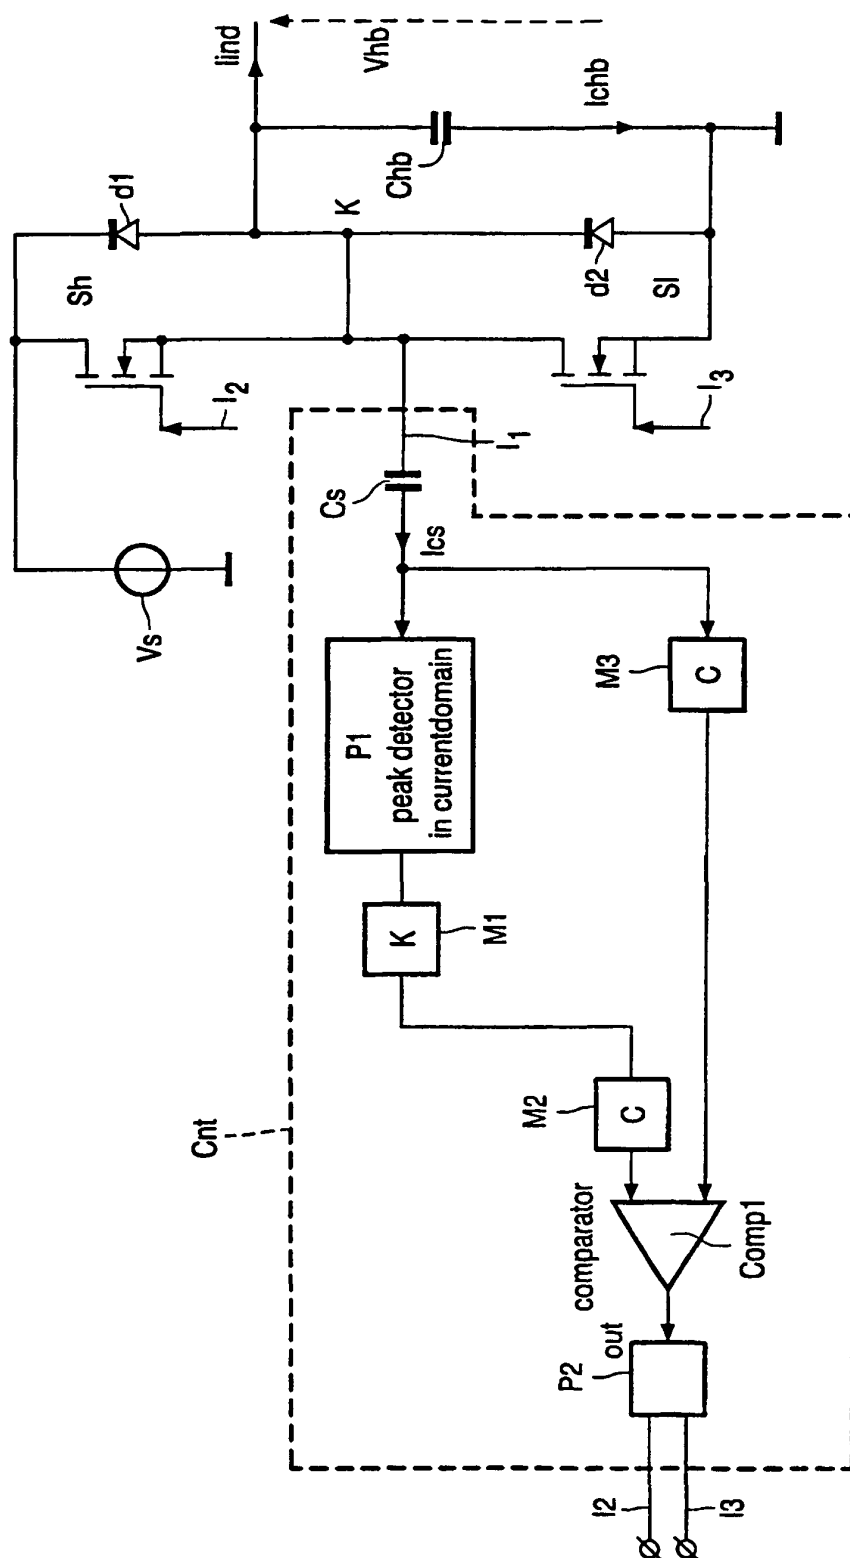 Vs
Sh
d1
Iind
Vhb
I2
K
Chb
Ichb
d2
Sl
I3
I1
Cs
Ics
P1
peak detector
in currentdomain
M3
C
K
M1
Cnt
M2
C
comparator
Comp1
out
P2
I2
I3